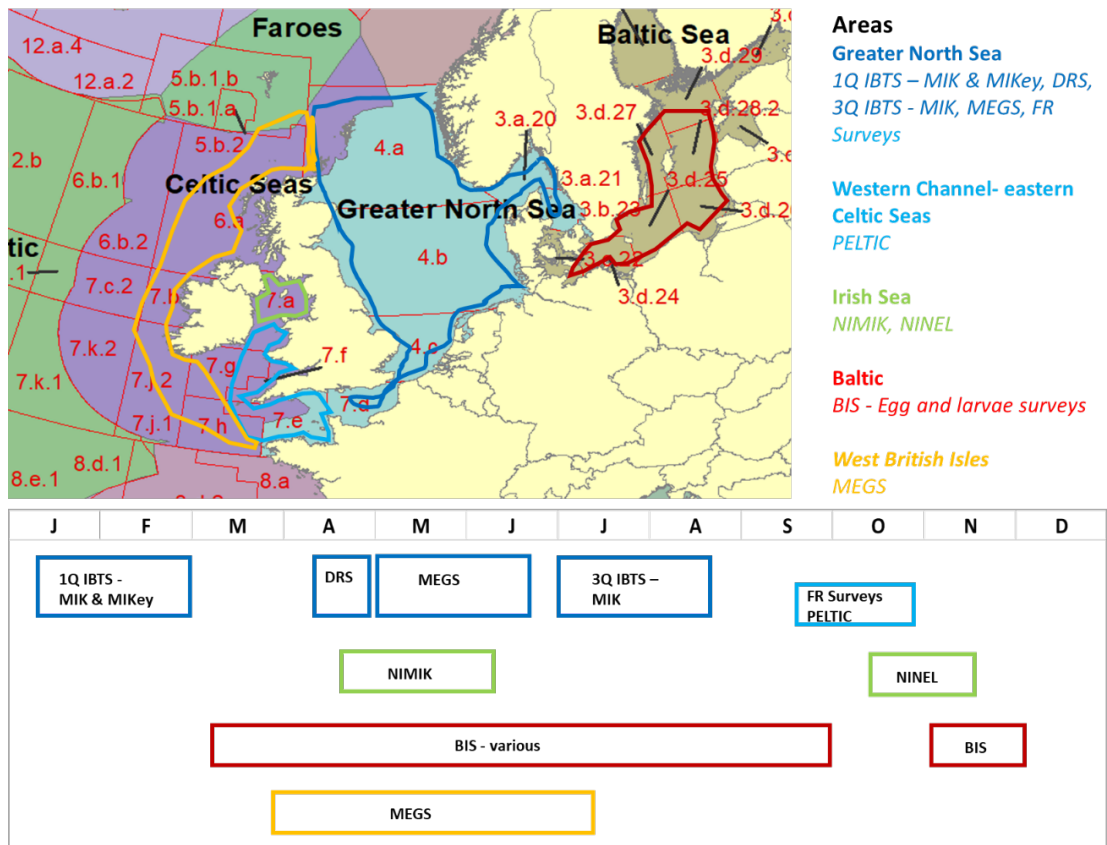 Faroes
Baltic Sea
12.a.4
12.a.2
5.b.1.b
5.b.1.a
5.b.2
3.d.29
3.d.27
3.d.28.2
3.a.20
4.a
2.b
6.b.1
Celtic Seas
3.a.21
3.d.25
6.a
Greater North Sea
3.b.23
6.b.2
4.b
7.c.2
7.b
7.a
3.d.24
7.k.2
7.g
7.f
4.c
7.k.1
7.j.2
7.d
7.j.1
7.h
7.e
8.d.1
8.e.1
8.a
Areas
Greater North Sea
1Q IBTS – MIK & MIKey, DRS,
3Q IBTS - MIK, MEGS, FR
Surveys
Western Channel- eastern
Celtic Seas
PELTIC
Irish Sea
NIMIK, NINEL
Baltic
BIS - Egg and larvae surveys
West British Isles
MEGS
J F M A M J J A S O N D
1Q IBTS -
MIK & MIKey
DRS
MEGS
3Q IBTS –
MIK
FR Surveys
PELTIC
NIMIK
NINEL
BIS - various
BIS
MEGS